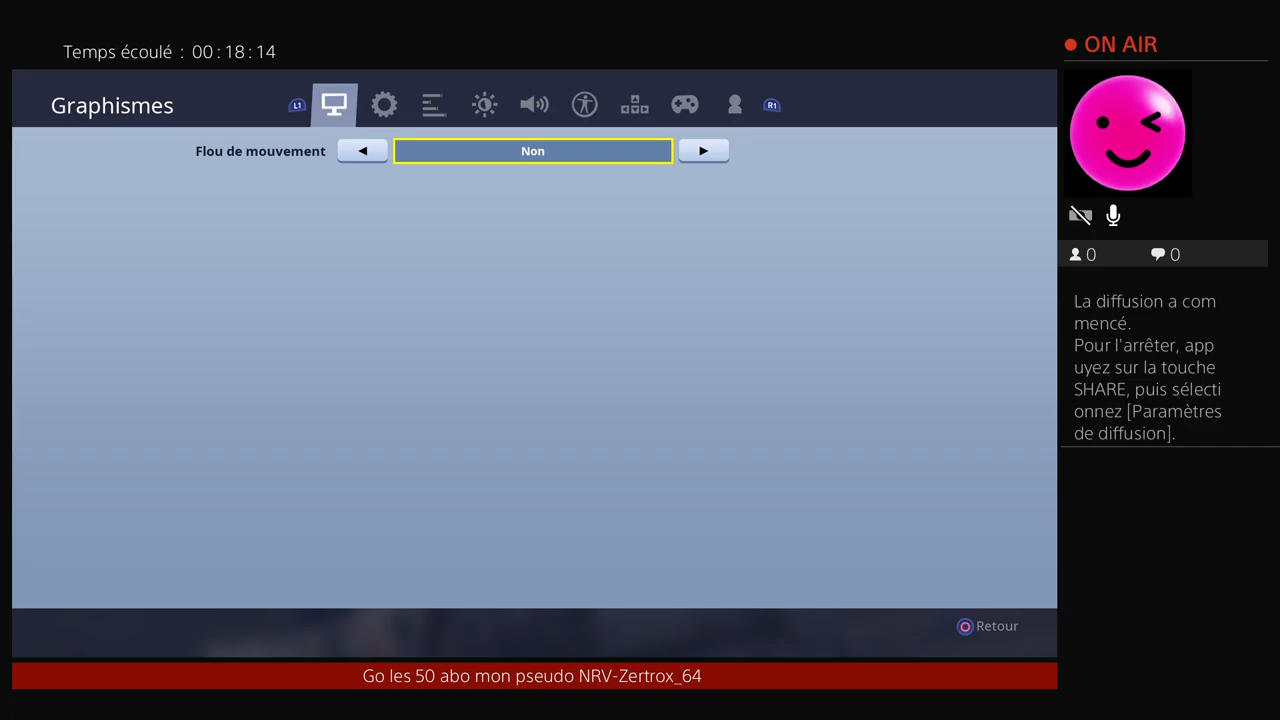 Temps écoulé : 00:18:14
ON AIR
Graphismes
L1
R1
Flou de mouvement
Non
0
0
La diffusion a com
mencé.
Pour l'arrêter, app
uyez sur la touche
SHARE, puis sélecti
onnez [Paramètres
de diffusion].
Retour
Go les 50 abo mon pseudo NRV-Zertrox_64